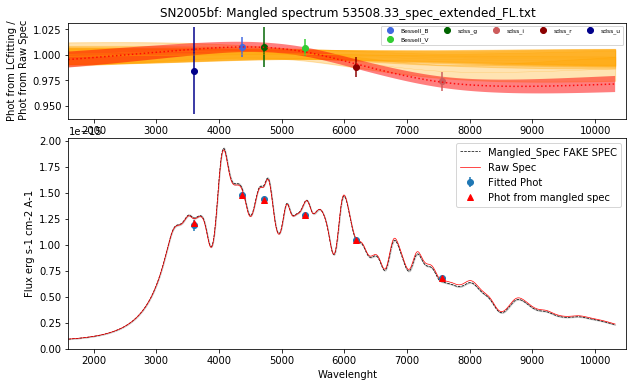 SN2005bf: Mangled spectrum 53508.33_spec_extended_FL.txt
Phot from LCfitting /
Phot from Raw Spec
1.025
1.000
0.975
0.950
Bessell_B
Bessell_V
sdss_g
sdss_i
sdss_r
sdss_u
2000 3000 4000 5000 6000 7000 8000 9000 10000
Flux erg s-1 cm-2 A-1
2.00
1.75
1.50
1.25
1.00
0.75
0.50
0.25
0.00
Mangled_Spec FAKE SPEC
Raw Spec
Fitted Phot
Phot from mangled spec
2000 3000 4000 5000 6000 7000 8000 9000 10000
Wavelenght